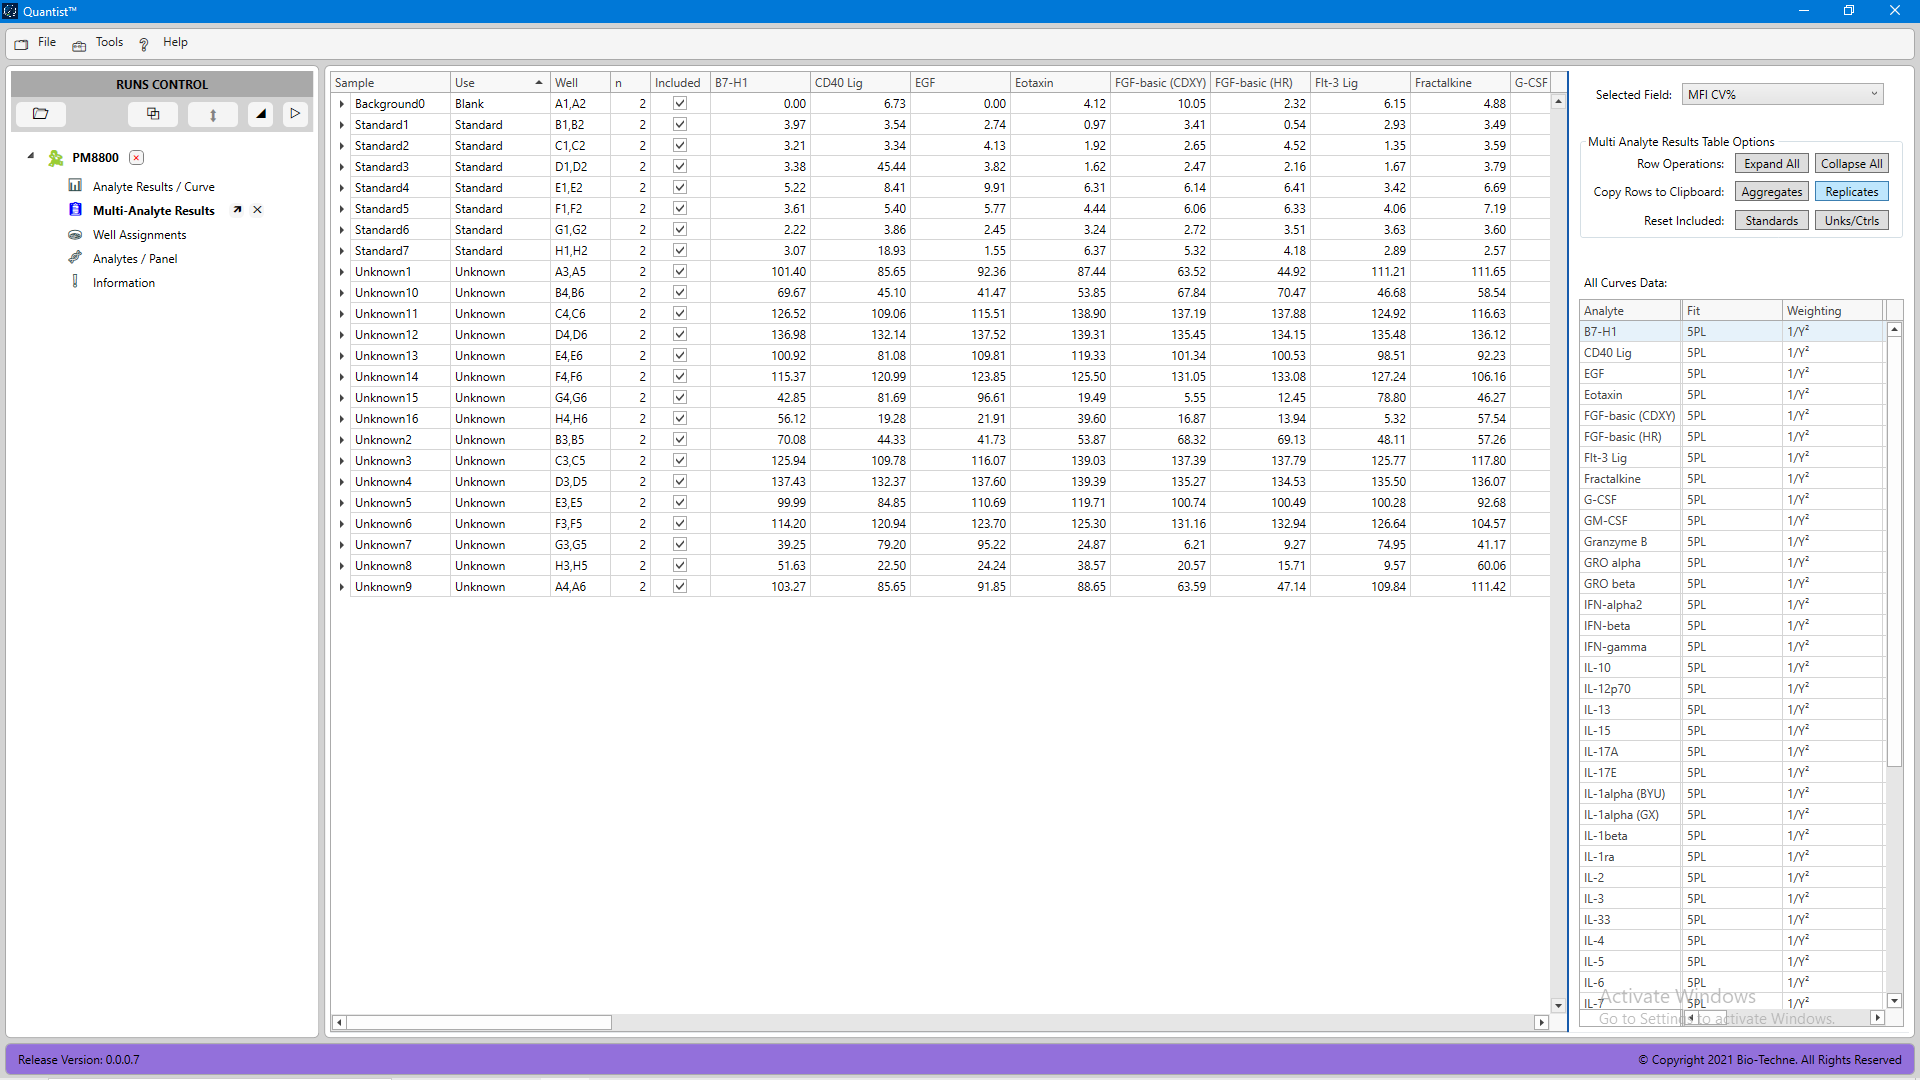 Quantist™
File Tools ? Help
RUNS CONTROL
PM8800
Analyte Results / Curve
Multi-Analyte Results
Well Assignments
Analytes / Panel
Information
Sample Use Well n Included B7-H1 CD40 Lig EGF Eotaxin FGF-basic (CDXY) FGF-basic (HR) Flt-3 Lig Fractalkine G-CSF
Background0 Blank A1,A2 2 0.00 6.73 0.00 4.12 10.05 2.32 6.15 4.88
Standard1 Standard B1,B2 2 3.97 3.54 2.74 0.97 3.41 0.54 2.93 3.49
Standard2 Standard C1,C2 2 3.21 3.34 4.13 1.92 2.65 4.52 1.35 3.59
Standard3 Standard D1,D2 2 3.38 45.44 3.82 1.62 2.47 2.16 1.67 3.79
Standard4 Standard E1,E2 2 5.22 8.41 9.91 6.31 6.14 6.41 3.42 6.69
Standard5 Standard F1,F2 2 3.61 5.40 5.77 4.44 6.06 6.33 4.06 7.19
Standard6 Standard G1,G2 2 2.22 3.86 2.45 3.24 2.72 3.51 3.63 3.60
Standard7 Standard H1,H2 2 3.07 18.93 1.55 6.37 5.32 4.18 2.89 2.57
Unknown1 Unknown A3,A5 2 101.40 85.65 92.36 87.44 63.52 44.92 111.21 111.65
Unknown10 Unknown B4,B6 2 69.67 45.10 41.47 53.85 67.84 70.47 46.68 58.54
Unknown11 Unknown C4,C6 2 126.52 109.06 115.51 138.90 137.19 137.88 124.92 116.63
Unknown12 Unknown D4,D6 2 136.98 132.14 137.52 139.31 135.45 134.15 135.48 136.12
Unknown13 Unknown E4,E6 2 100.92 81.08 109.81 119.33 101.34 100.53 98.51 92.23
Unknown14 Unknown F4,F6 2 115.37 120.99 123.85 125.50 131.05 133.08 127.24 106.16
Unknown15 Unknown G4,G6 2 42.85 81.69 96.61 19.49 5.55 12.45 78.80 46.27
Unknown16 Unknown H4,H6 2 56.12 19.28 21.91 39.60 16.87 13.94 5.32 57.54
Unknown2 Unknown B3,B5 2 70.08 44.33 41.73 53.87 68.32 69.13 48.11 57.26
Unknown3 Unknown C3,C5 2 125.94 109.78 116.07 139.03 137.39 137.79 125.77 117.80
Unknown4 Unknown D3,D5 2 137.43 132.37 137.60 139.39 135.27 134.53 135.50 136.07
Unknown5 Unknown E3,E5 2 99.99 84.85 110.69 119.71 100.74 100.49 100.28 92.68
Unknown6 Unknown F3,F5 2 114.20 120.94 123.70 125.30 131.16 132.94 126.64 104.57
Unknown7 Unknown G3,G5 2 39.25 79.20 95.22 24.87 6.21 9.27 74.95 41.17
Unknown8 Unknown H3,H5 2 51.63 22.50 24.24 38.57 20.57 15.71 9.57 60.06
Unknown9 Unknown A4,A6 2 103.27 85.65 91.85 88.65 63.59 47.14 109.84 111.42
Selected Field: MFI CV%
Multi Analyte Results Table Options
Row Operations: Expand All Collapse All
Copy Rows to Clipboard: Aggregates Replicates
Reset Included: Standards Unks/Ctrls
All Curves Data:
Analyte Fit Weighting
B7-H1 5PL 1/Y²
CD40 Lig 5PL 1/Y²
EGF 5PL 1/Y²
Eotaxin 5PL 1/Y²
FGF-basic (CDXY) 5PL 1/Y²
FGF-basic (HR) 5PL 1/Y²
Flt-3 Lig 5PL 1/Y²
Fractalkine 5PL 1/Y²
G-CSF 5PL 1/Y²
GM-CSF 5PL 1/Y²
Granzyme B 5PL 1/Y²
GRO alpha 5PL 1/Y²
GRO beta 5PL 1/Y²
IFN-alpha2 5PL 1/Y²
IFN-beta 5PL 1/Y²
IFN-gamma 5PL 1/Y²
IL-10 5PL 1/Y²
IL-12p70 5PL 1/Y²
IL-13 5PL 1/Y²
IL-15 5PL 1/Y²
IL-17A 5PL 1/Y²
IL-17E 5PL 1/Y²
IL-1alpha (BYU) 5PL 1/Y²
IL-1alpha (GX) 5PL 1/Y²
IL-1beta 5PL 1/Y²
IL-1ra 5PL 1/Y²
IL-2 5PL 1/Y²
IL-3 5PL 1/Y²
IL-33 5PL 1/Y²
IL-4 5PL 1/Y²
IL-5 5PL 1/Y²
IL-6 5PL 1/Y²
IL-7 5PL 1/Y²
Activate Windows
Go to Settings to activate Windows.
Release Version: 0.0.0.7
© Copyright 2021 Bio-Techne. All Rights Reserved